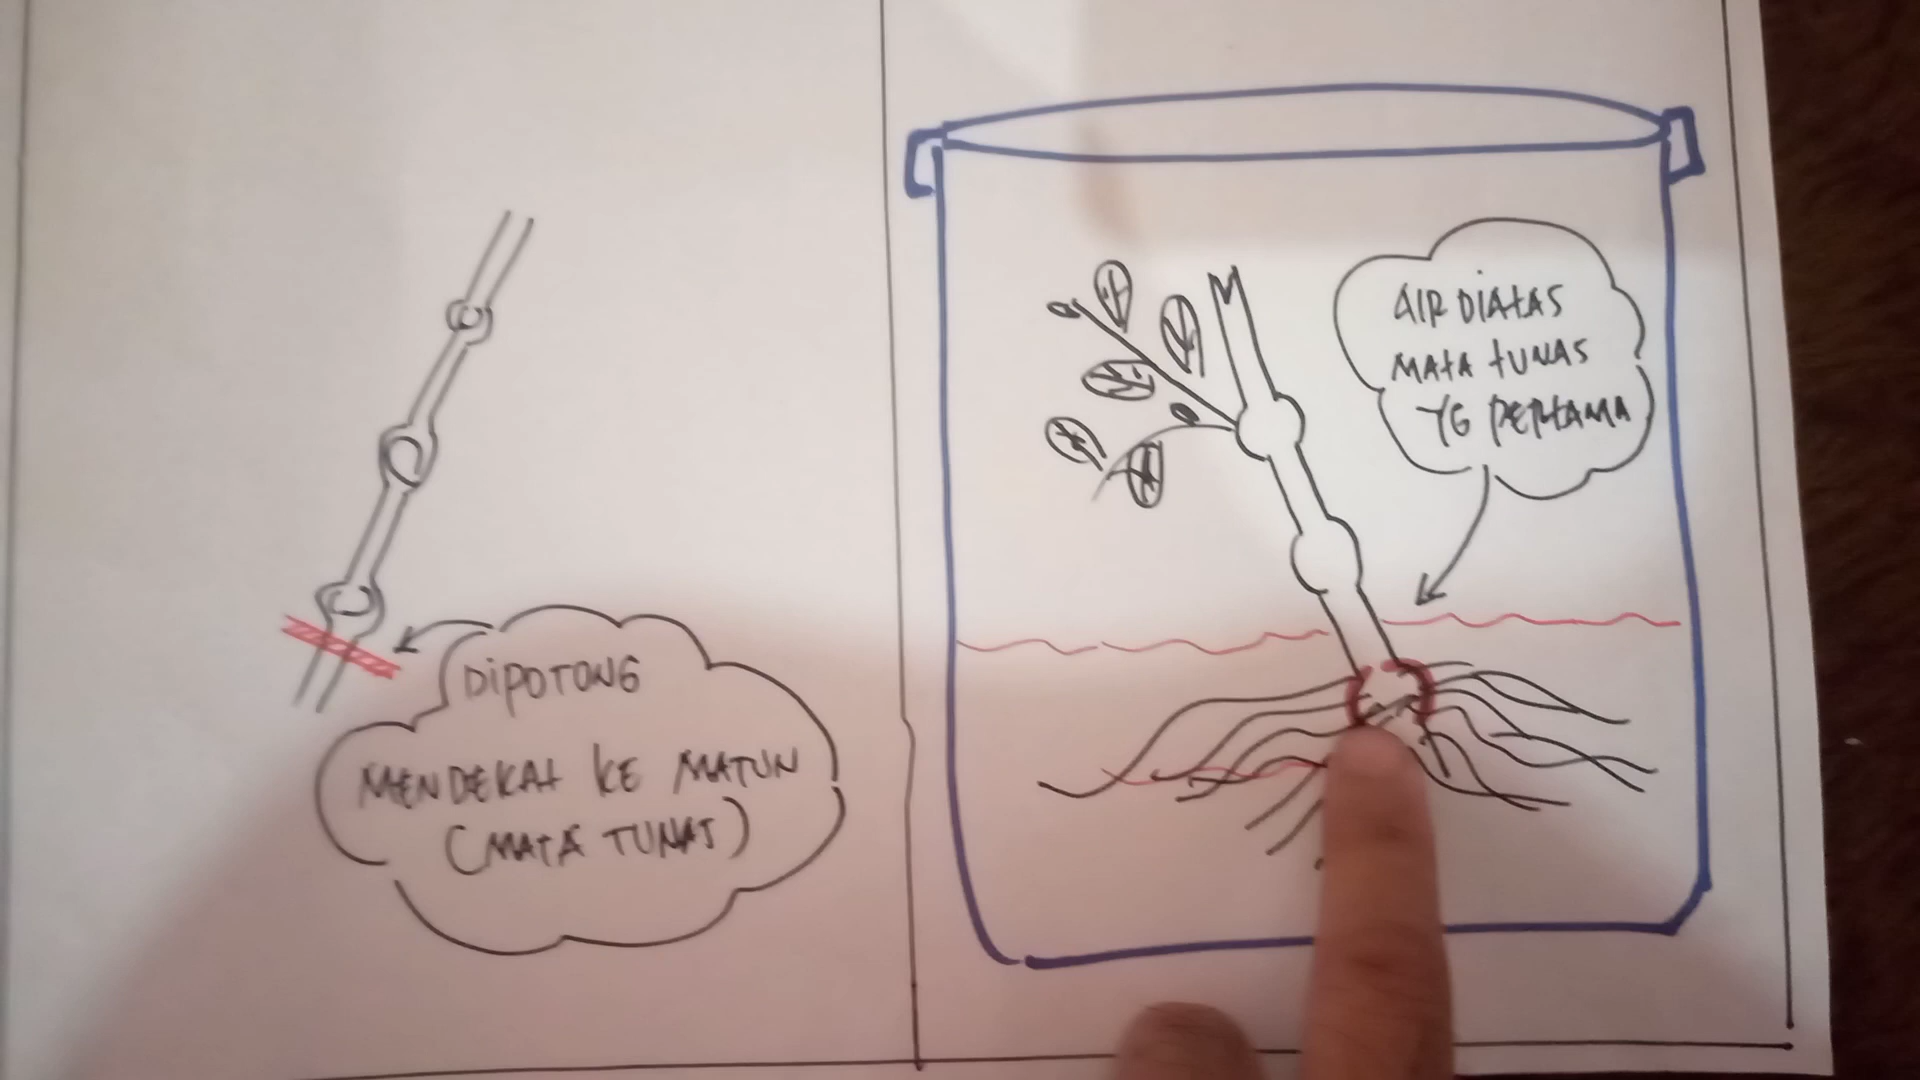 DIPOTONG
MENDEKAT KE MATUN
(MATA TUNAS)
AIR DIATAS
MATA TUNAS
YG PERTAMA